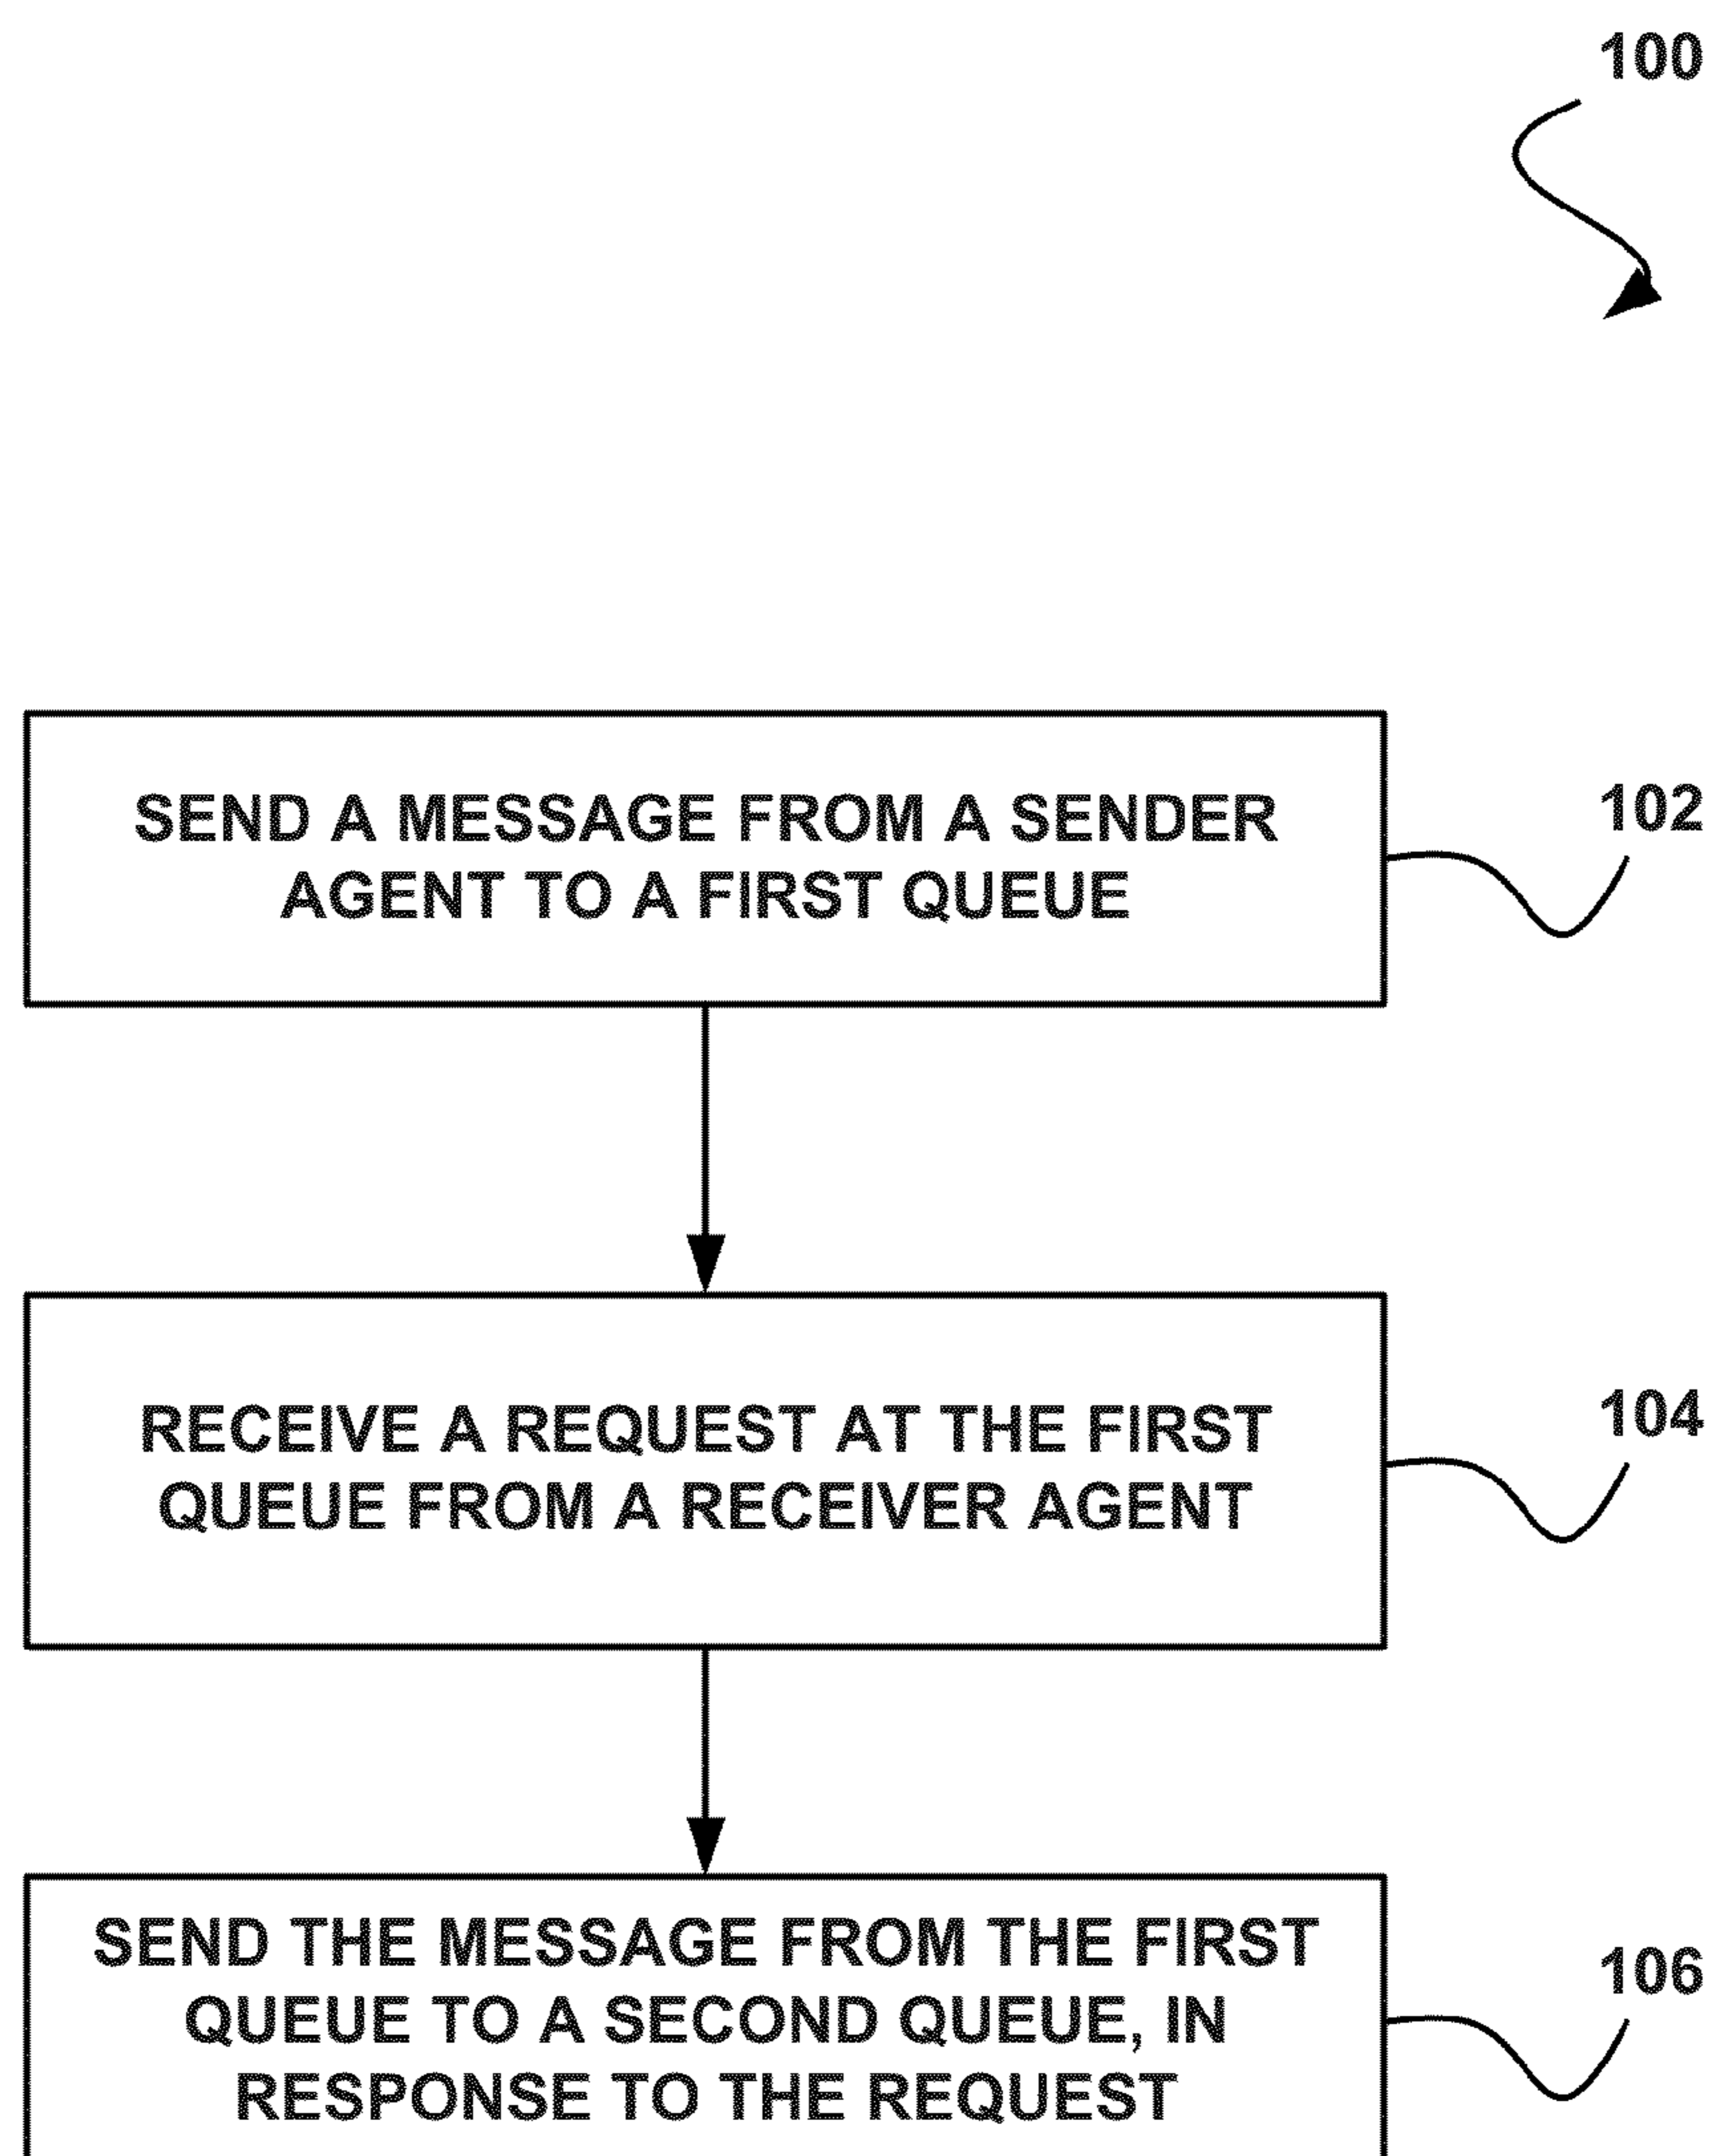 100
SEND A MESSAGE FROM A SENDER
AGENT TO A FIRST QUEUE
102
RECEIVE A REQUEST AT THE FIRST
QUEUE FROM A RECEIVER AGENT
104
SEND THE MESSAGE FROM THE FIRST
QUEUE TO A SECOND QUEUE, IN
RESPONSE TO THE REQUEST
106